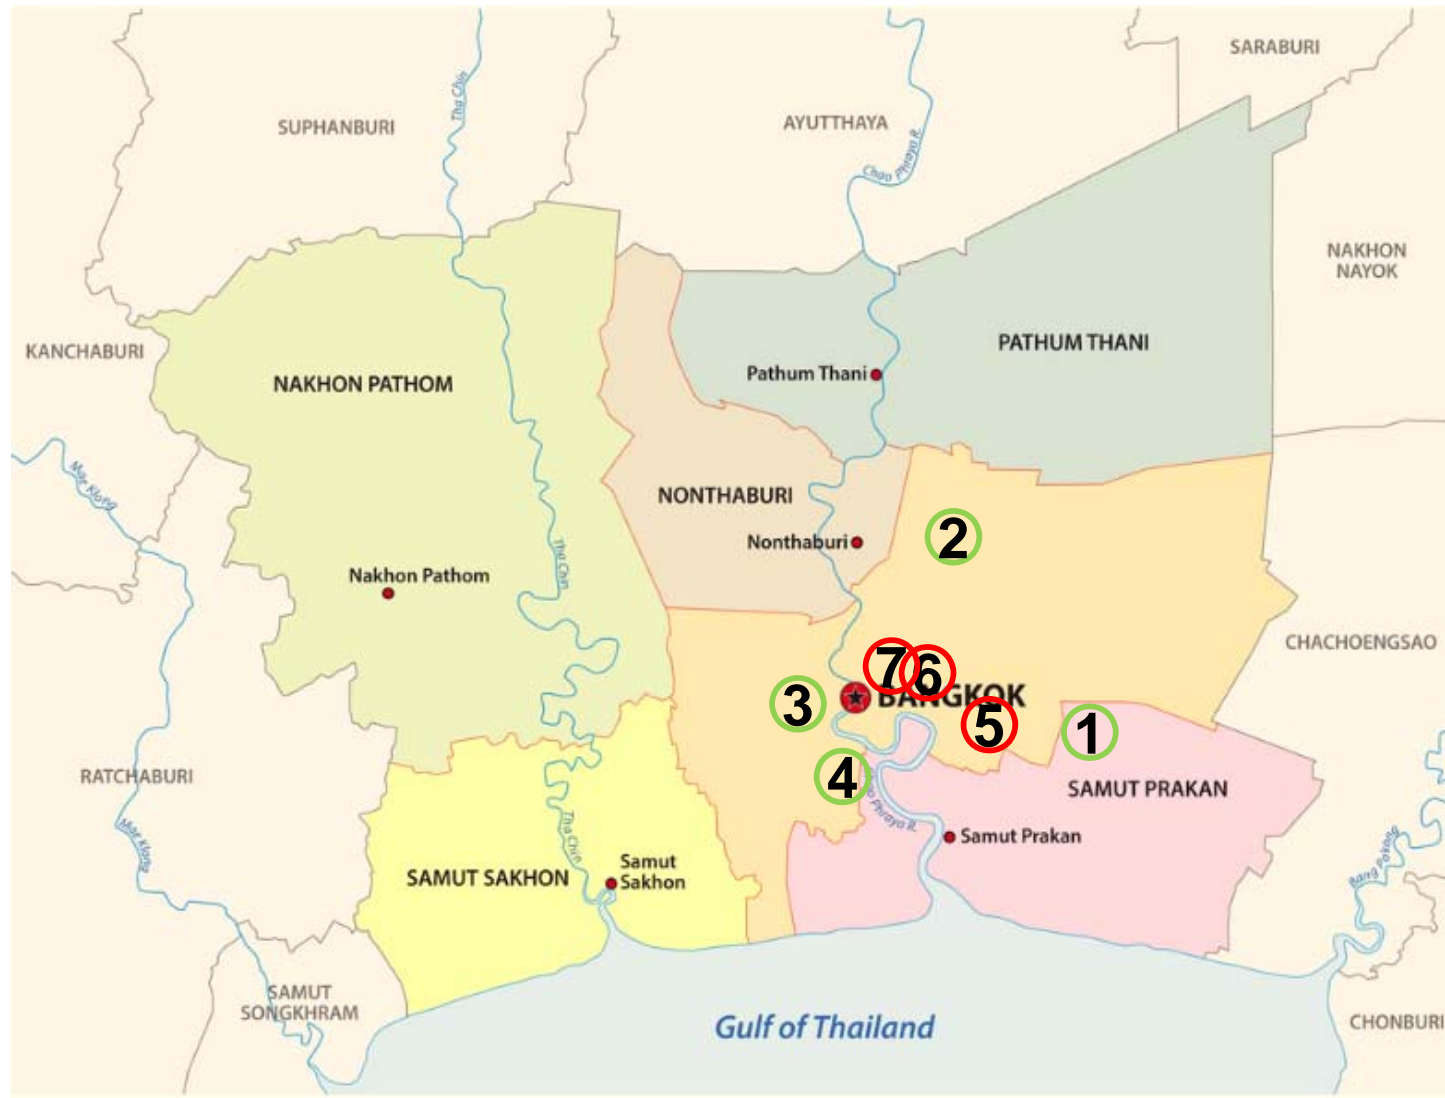 SARABURI
Tha Chin
SUPHANBURI
AYUTTHAYA
Chao Phraya R.
NAKHON
NAYOK
KANCHABURI
NAKHON PATHOM
PATHUM THANI
Pathum Thani
Mae Klong
NONTHABURI
2
Nonthaburi
Tha Chin
Nakhon Pathom
CHACHOENGSAO
7
6
3
BANGKOK
5
1
4
RATCHABURI
SAMUT PRAKAN
Chao Phraya R.
Mae Klong
Tha Chin
Samut Prakan
Samut
Sakhon
SAMUT SAKHON
Bang Pakong
SAMUT
SONGKHRAM
Gulf of Thailand
CHONBURI